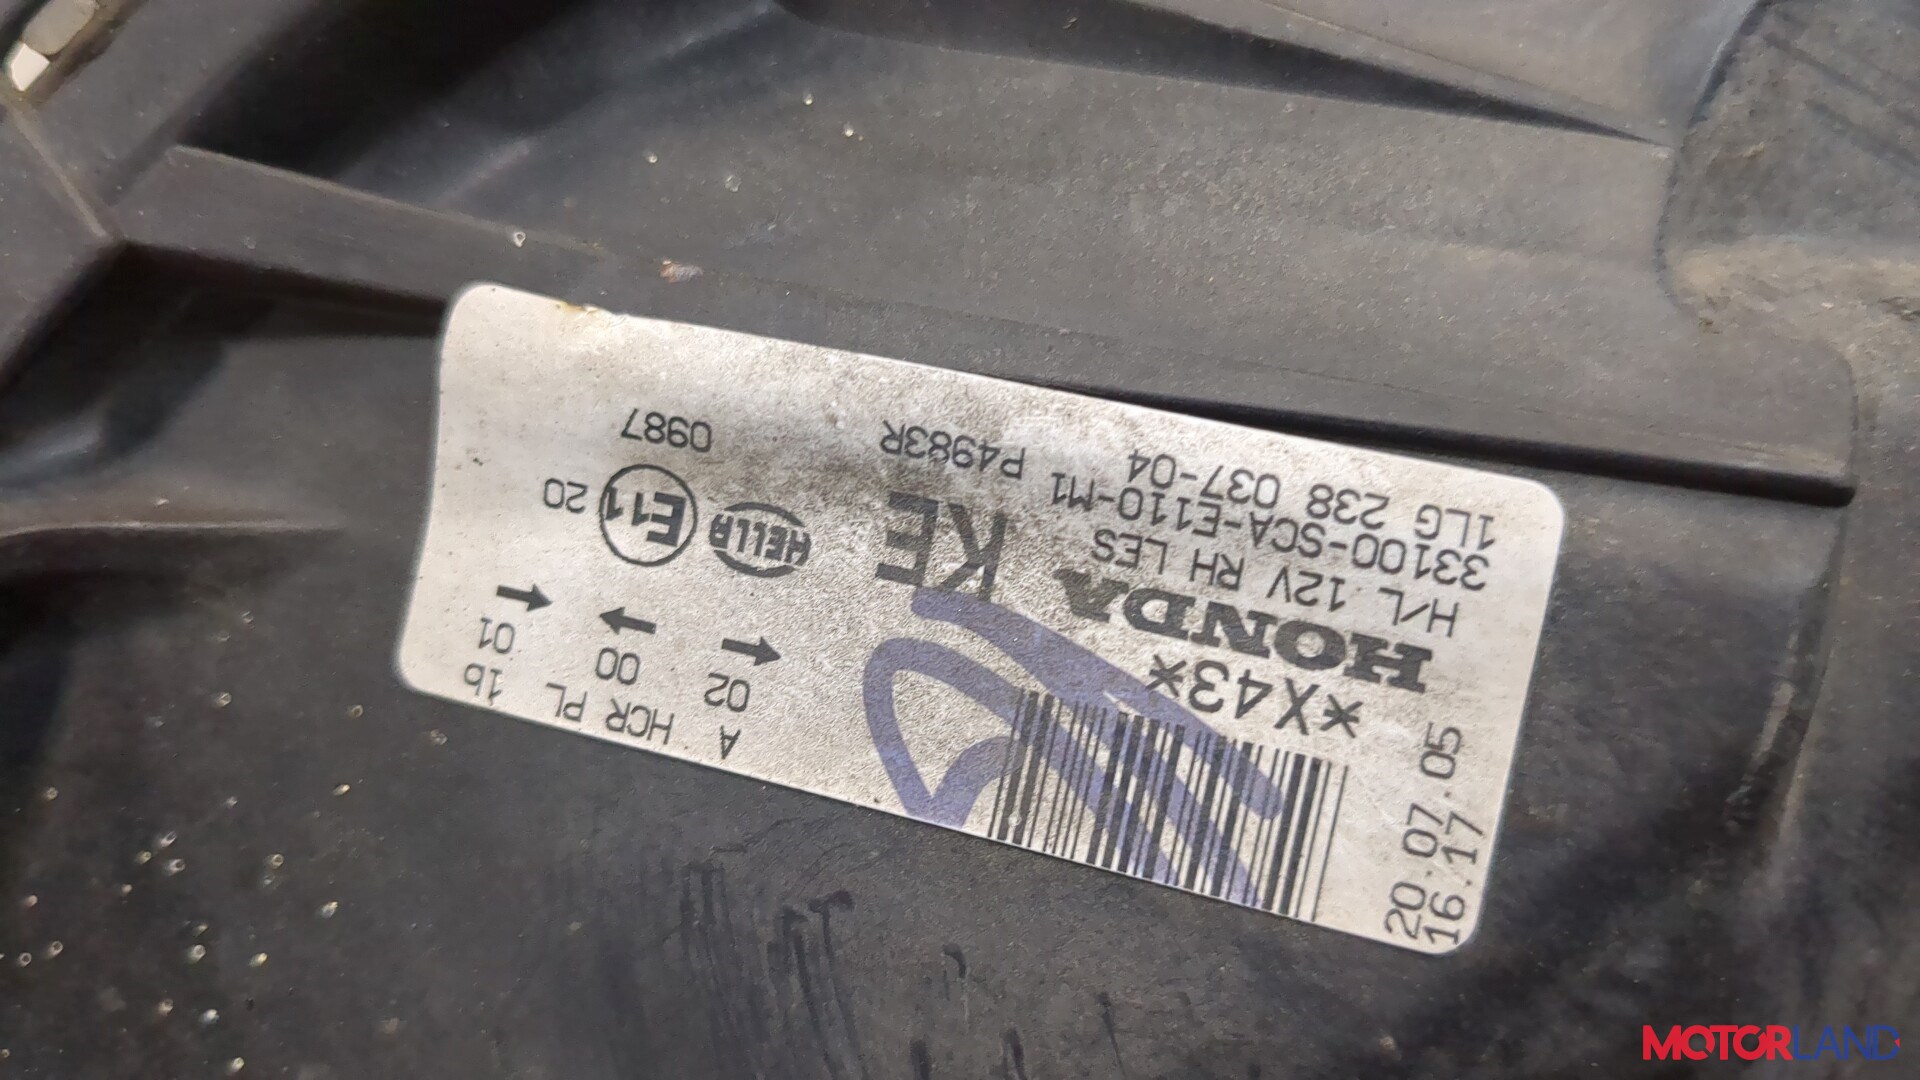 1LG 238 037-04
33100-SCA-E110-M1 P4983R
H/L 12V RH LES
HONDA KE
*X43*
0987
HELLA E11 20
02 00 01
A HCR PL 1b
20.07.05
16.17
MOTORLAND